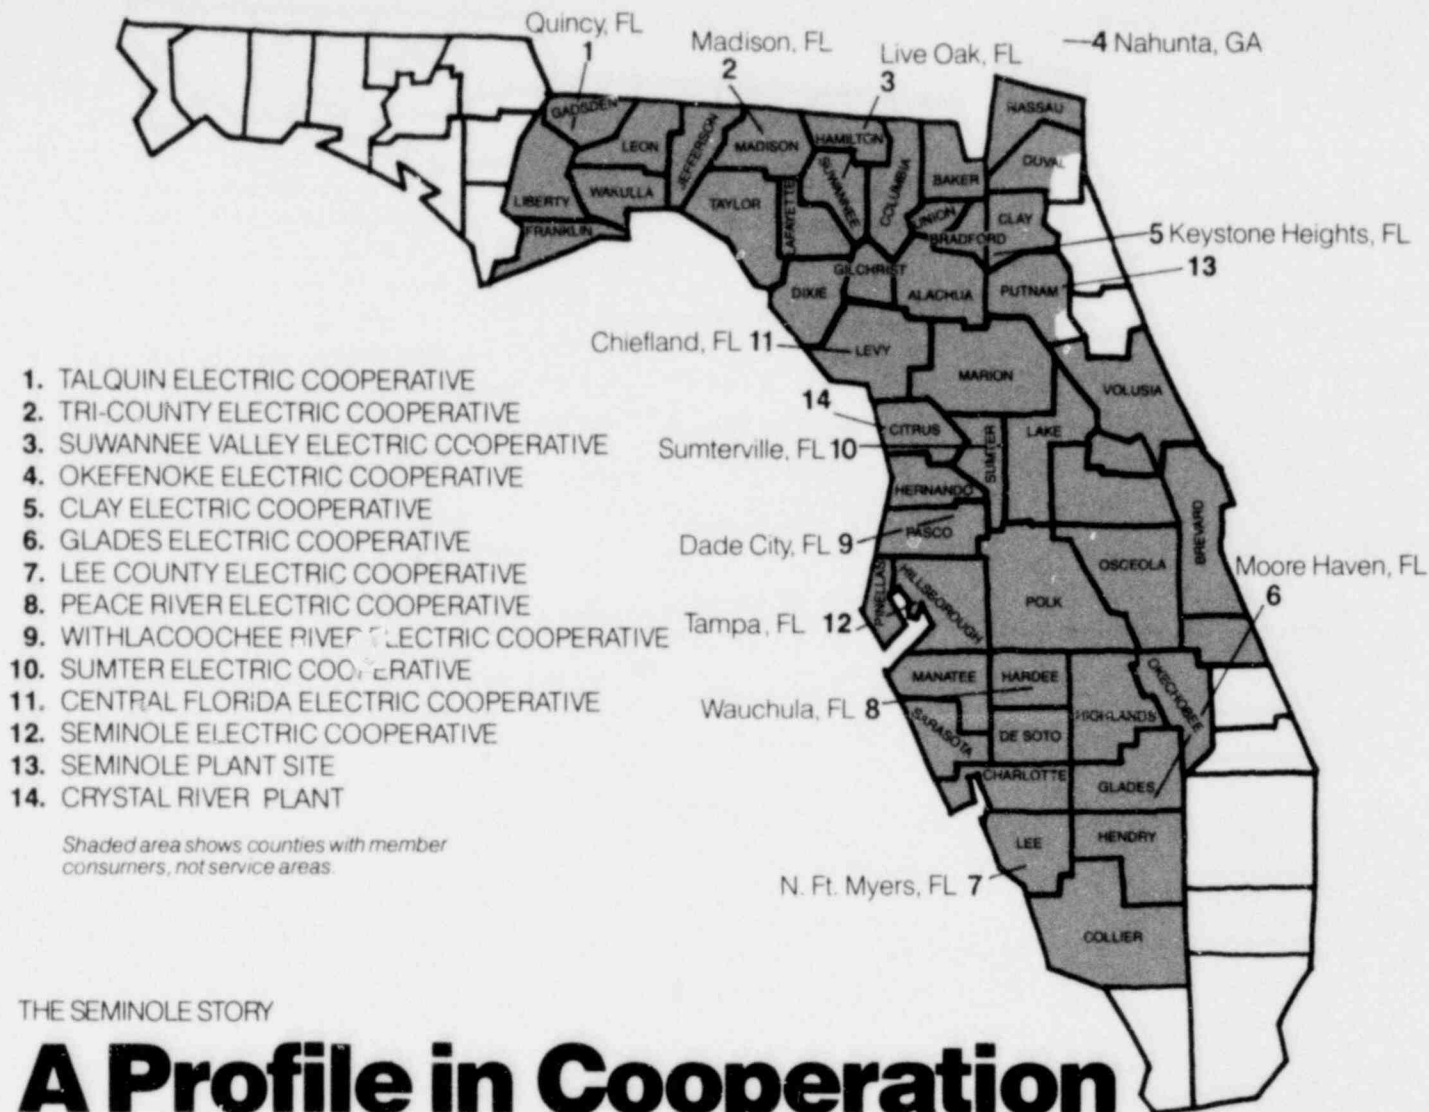 Quincy, FL
1
Madison, FL
2
Live Oak, FL
3
4 Nahunta, GA
GADSDEN
LEON
JEFFERSON
MADISON
HAMILTON
SUWANNEE
COLUMBIA
BAKER
NASSAU
DUVAL
LIBERTY
WAKULLA
FRANKLIN
TAYLOR
LAFAYETTE
UNION
BRADFORD
CLAY
5 Keystone Heights, FL
13
DIXIE
GILCHRIST
ALACHUA
PUTNAM
Chiefland, FL 11
LEVY
MARION
VOLUSIA
14
CITRUS
Sumterville, FL 10
SUMTER
LAKE
HERNANDO
Dade City, FL 9
PASCO
BREVARD
OSCEOLA
Moore Haven, FL
6
PINELLAS
HILLSBOROUGH
POLK
Tampa, FL 12
MANATEE
HARDEE
OKECHOBEE
Wauchula, FL 8
SARASOTA
DE SOTO
HIGHLANDS
CHARLOTTE
GLADES
LEE
HENDRY
N. Ft. Myers, FL 7
COLLIER
1. TALQUIN ELECTRIC COOPERATIVE
2. TRI-COUNTY ELECTRIC COOPERATIVE
3. SUWANNEE VALLEY ELECTRIC COOPERATIVE
4. OKEFENOKE ELECTRIC COOPERATIVE
5. CLAY ELECTRIC COOPERATIVE
6. GLADES ELECTRIC COOPERATIVE
7. LEE COUNTY ELECTRIC COOPERATIVE
8. PEACE RIVER ELECTRIC COOPERATIVE
9. WITHLACOOCHEE RIVER ELECTRIC COOPERATIVE
10. SUMTER ELECTRIC COOPERATIVE
11. CENTRAL FLORIDA ELECTRIC COOPERATIVE
12. SEMINOLE ELECTRIC COOPERATIVE
13. SEMINOLE PLANT SITE
14. CRYSTAL RIVER PLANT
Shaded area shows counties with member
consumers, not service areas.
THE SEMINOLE STORY
A Profile in Cooperation